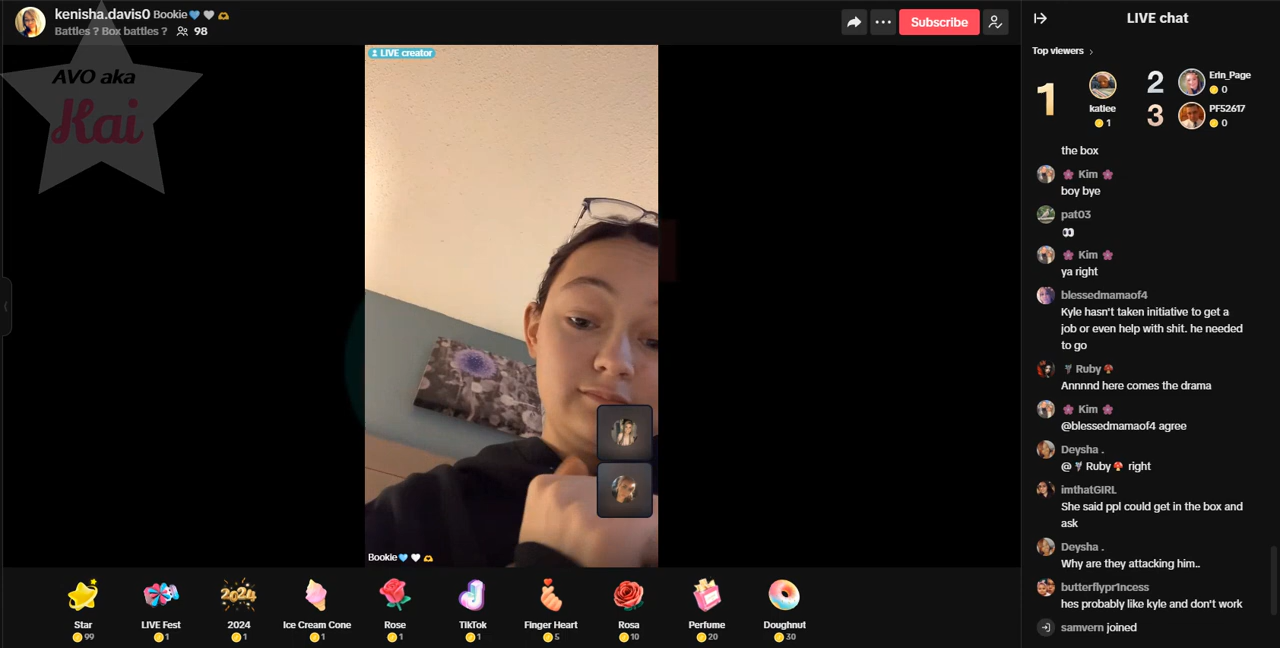 kenisha.davis0 Bookie💙🤍🫶
Battles ? Box battles ? 98
Subscribe
AVO aka
Kai
LIVE creator
Bookie💙🤍🫶
Star
99
LIVE Fest
1
2024
2024
1
Ice Cream Cone
1
Rose
1
TikTok
1
Finger Heart
5
Rosa
10
Perfume
20
Doughnut
30
LIVE chat
Top viewers
1
katlee
1
2
Erin_Page
0
3
PF52617
0
the box
🌸 Kim 🌸
boy bye
pat03
👀
🌸 Kim 🌸
ya right
blessedmamaof4
Kyle hasn't taken initiative to get a
job or even help with shit. he needed
to go
Ruby🍄
Annnnd here comes the drama
🌸 Kim 🌸
@blessedmamaof4 agree
Deysha .
@ Ruby🍄 right
imthatGIRL
She said ppl could get in the box and
ask
Deysha .
Why are they attacking him..
butterflypr1ncess
hes probably like kyle and don't work
samvern joined